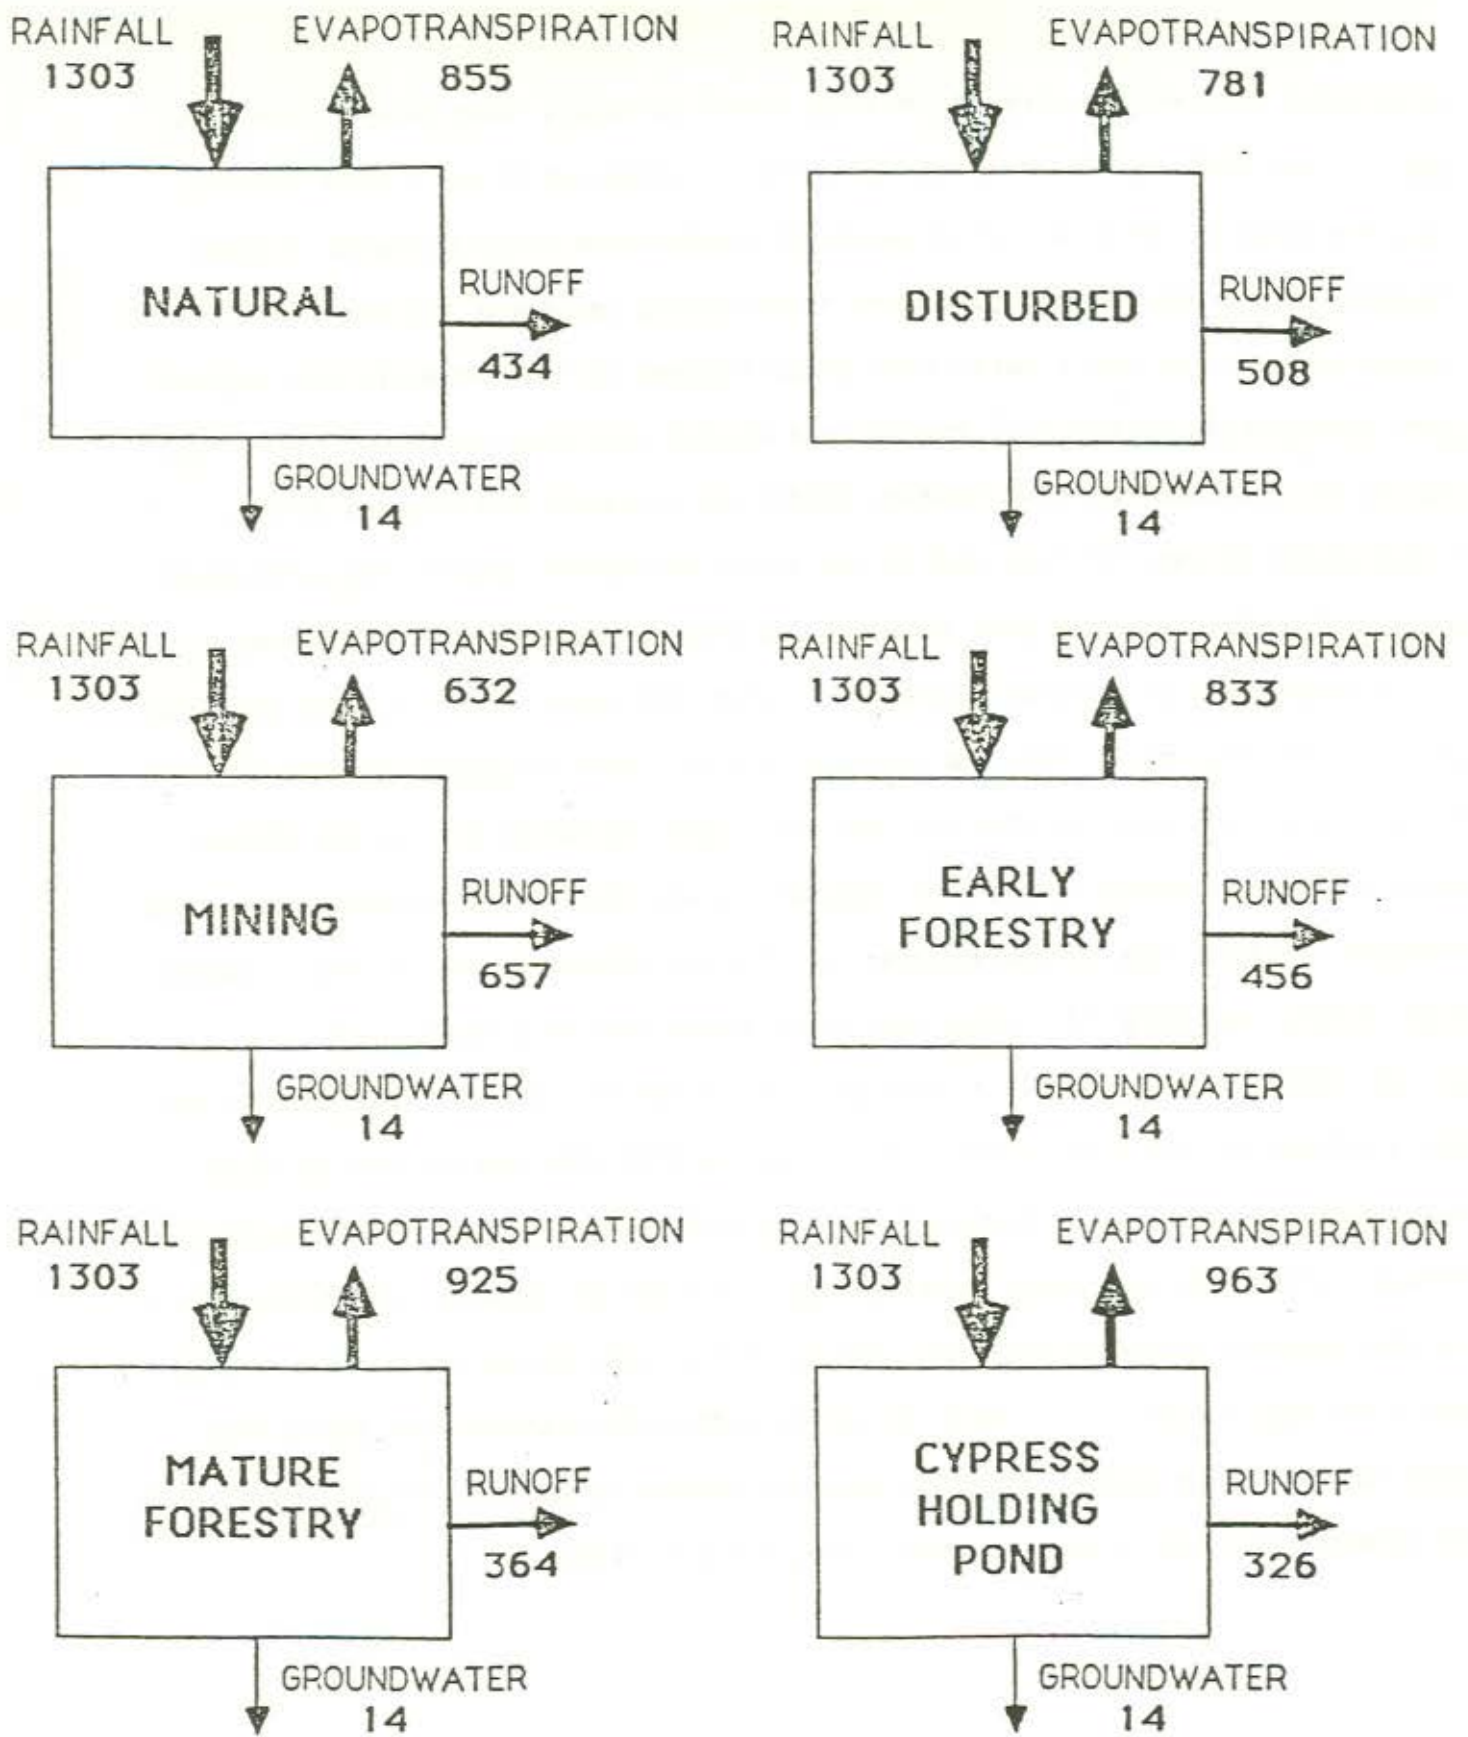 RAINFALL
1303
EVAPOTRANSPIRATION
855
NATURAL
RUNOFF
434
GROUNDWATER
14
RAINFALL
1303
EVAPOTRANSPIRATION
781
DISTURBED
RUNOFF
508
GROUNDWATER
14
RAINFALL
1303
EVAPOTRANSPIRATION
632
MINING
RUNOFF
657
GROUNDWATER
14
RAINFALL
1303
EVAPOTRANSPIRATION
833
EARLY
FORESTRY
RUNOFF
456
GROUNDWATER
14
RAINFALL
1303
EVAPOTRANSPIRATION
925
MATURE
FORESTRY
RUNOFF
364
GROUNDWATER
14
RAINFALL
1303
EVAPOTRANSPIRATION
963
CYPRESS
HOLDING
POND
RUNOFF
326
GROUNDWATER
14